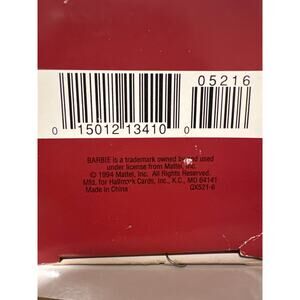 05216
0 15012 13410 0
BARBIE is a trademark owned by and used
under license from Mattel, Inc.
© 1994 Mattel, Inc. All Rights Reserved.
Mfd. for Hallmark Cards, Inc., K.C., MO 64141
Made in China QX521-6